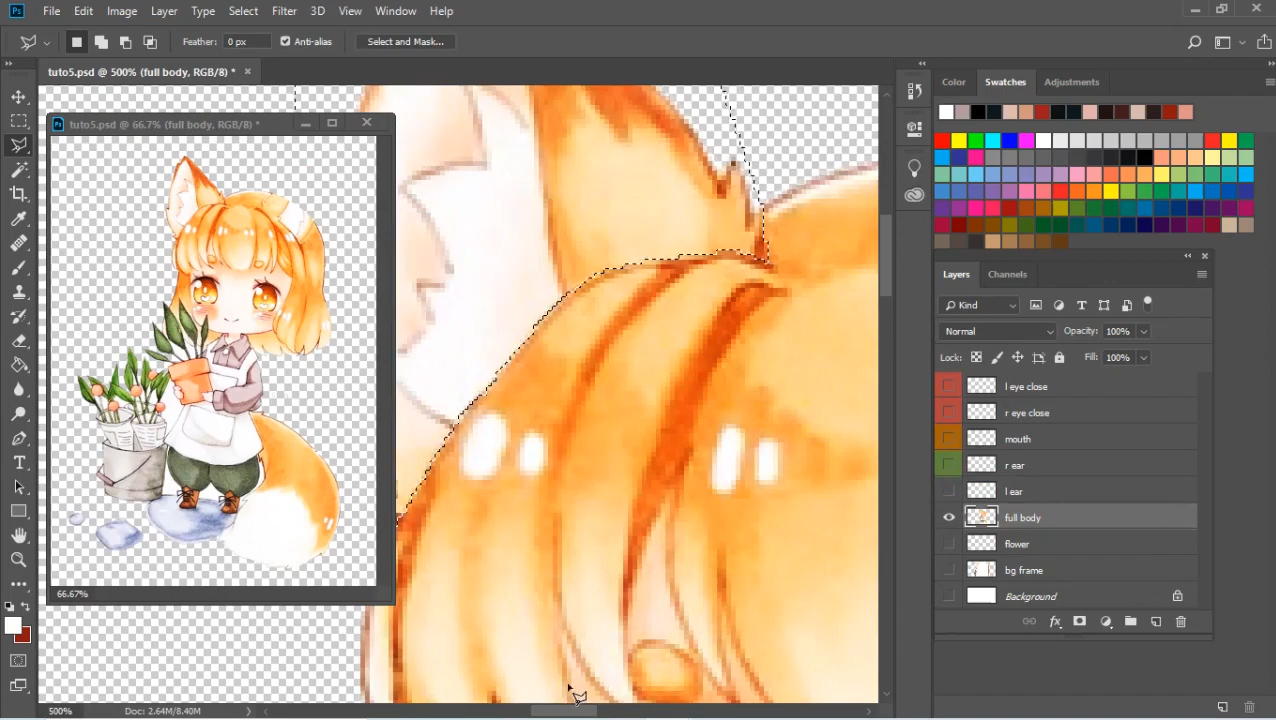 Ps File Edit Image Layer Type Select Filter 3D View Window Help
Feather: 0 px Anti-alias Select and Mask...
tuto5.psd @ 500% (full body, RGB/8) *
tuto5.psd @ 66.7% (full body, RGB/8) *
66.67%
500% Doc: 2.64M/8.40M
Color Swatches Adjustments
Layers Channels
Kind
Normal Opacity: 100%
Lock: Fill: 100%
l eye close
r eye close
mouth
r ear
l ear
full body
flower
bg frame
Background
fx